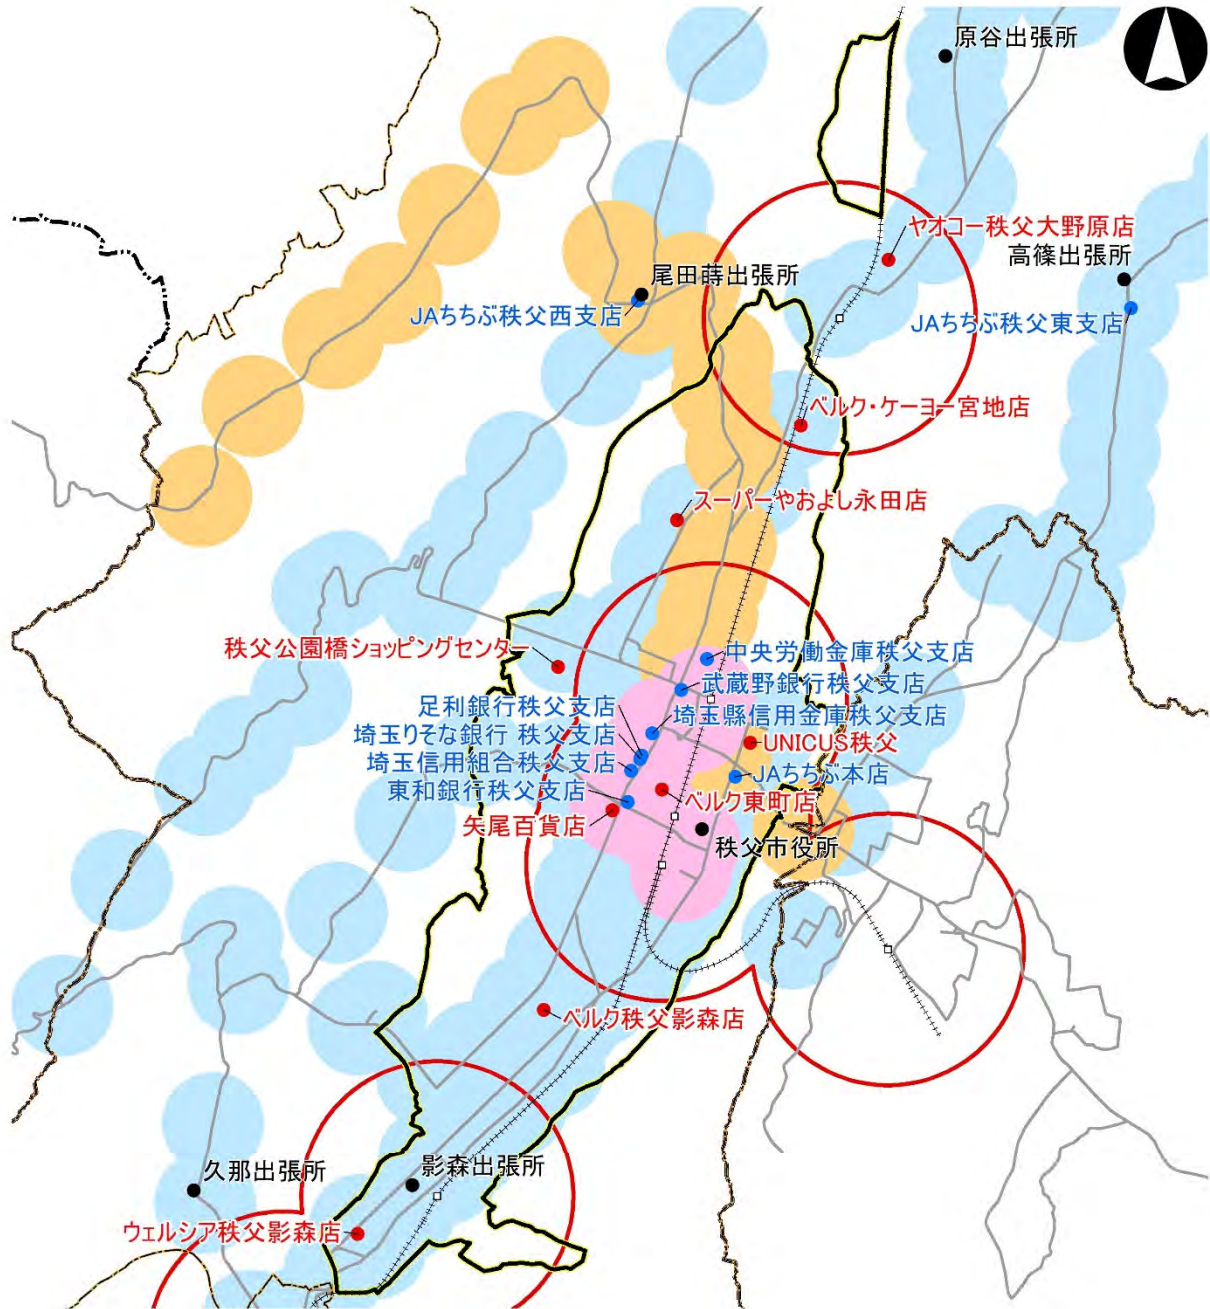 原谷出張所
ヤオコー秩父大野原店
高篠出張所
尾田蒔出張所
JAちちぶ秩父西支店
JAちちぶ秩父東支店
ベルク・ケーヨー宮地店
スーパーやおよし永田店
秩父公園橋ショッピングセンター
中央労働金庫秩父支店
武蔵野銀行秩父支店
足利銀行秩父支店
埼玉縣信用金庫秩父支店
埼玉りそな銀行 秩父支店
UNICUS秩父
埼玉信用組合秩父支店
JAちちぶ本店
東和銀行秩父支店
ベルク東町店
矢尾百貨店
秩父市役所
ベルク秩父影森店
久那出張所
影森出張所
ウェルシア秩父影森店